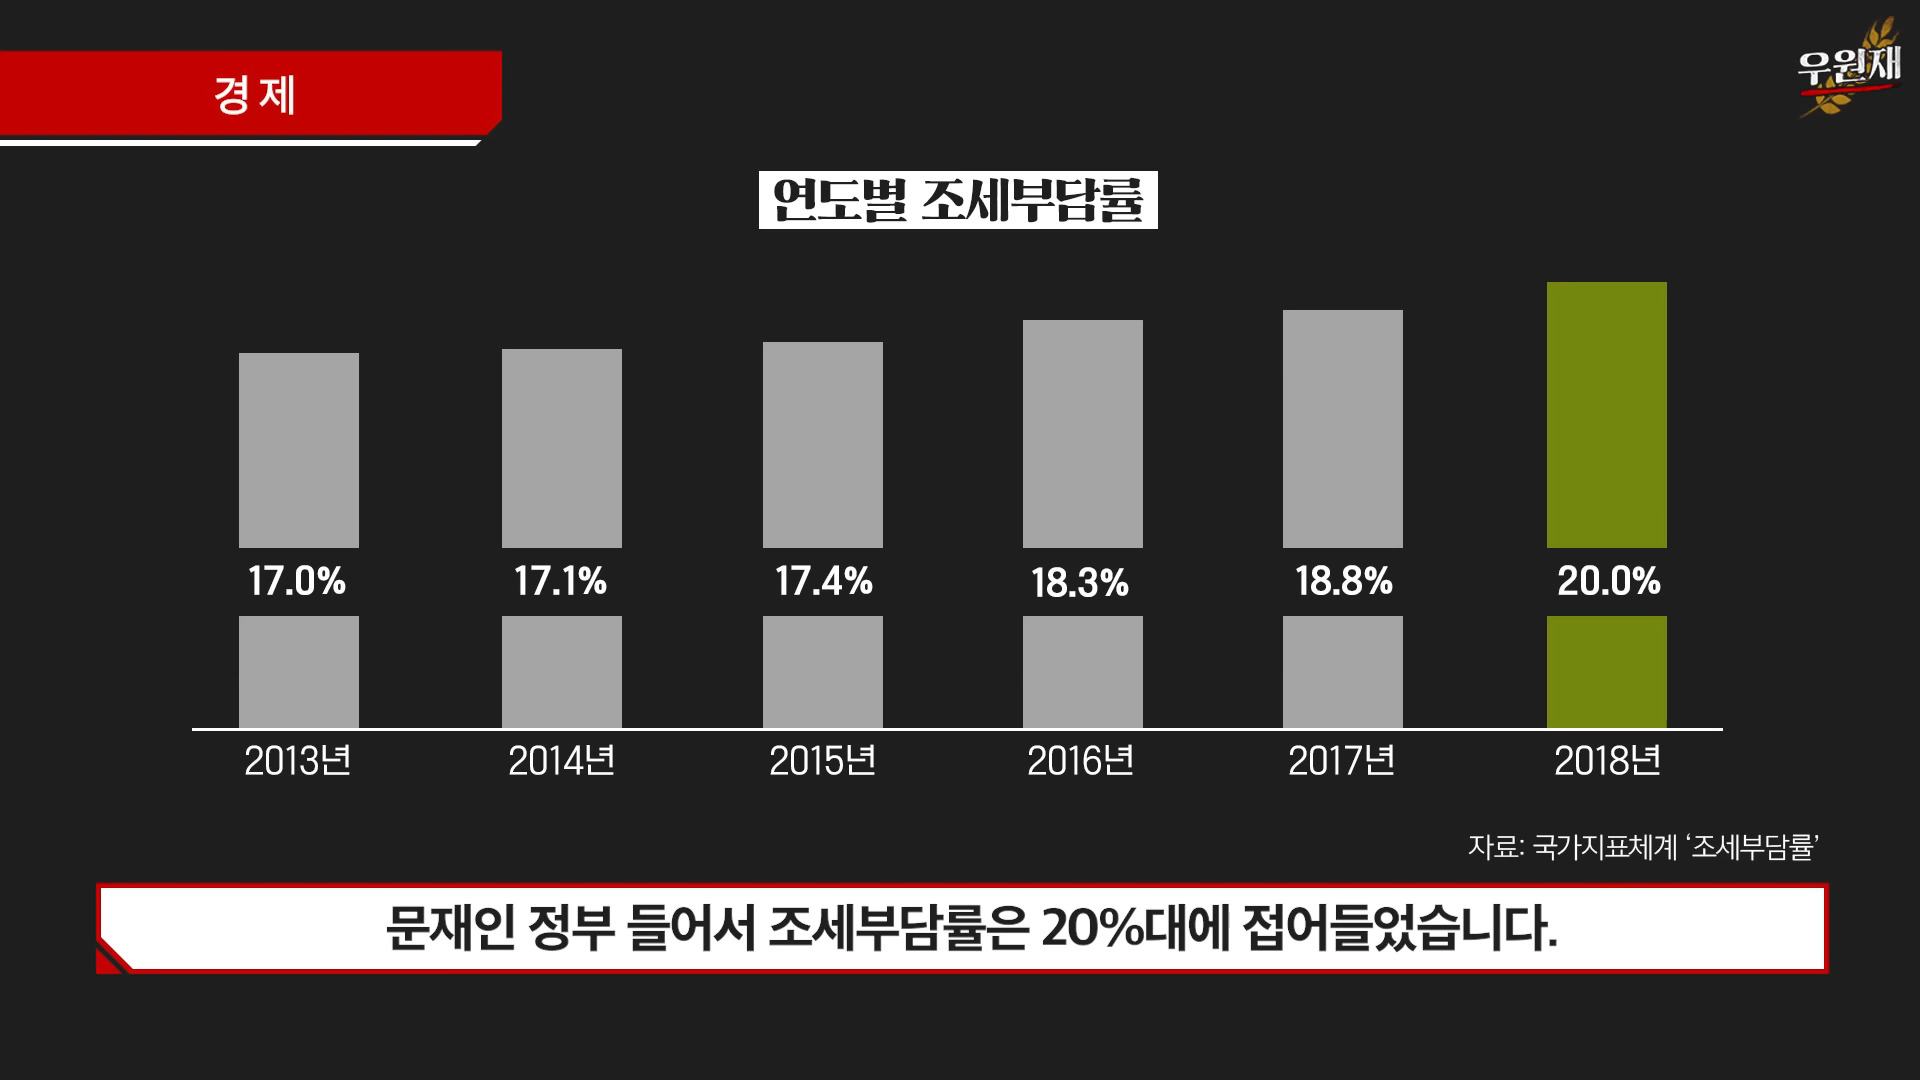 경제
우원재
연도별 조세부담률
17.0% 17.1% 17.4% 18.3% 18.8% 20.0%
2013년 2014년 2015년 2016년 2017년 2018년
자료: 국가지표체계 ‘조세부담률’
문재인 정부 들어서 조세부담률은 20%대에 접어들었습니다.